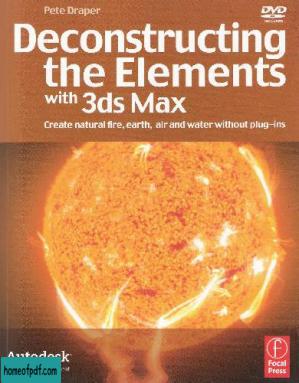 Pete Draper
DVD
Deconstructing
the Elements
with 3ds Max
Create natural fire, earth, air and water without plug-ins
Autodesk
homeofpdf.com
Focal
Press